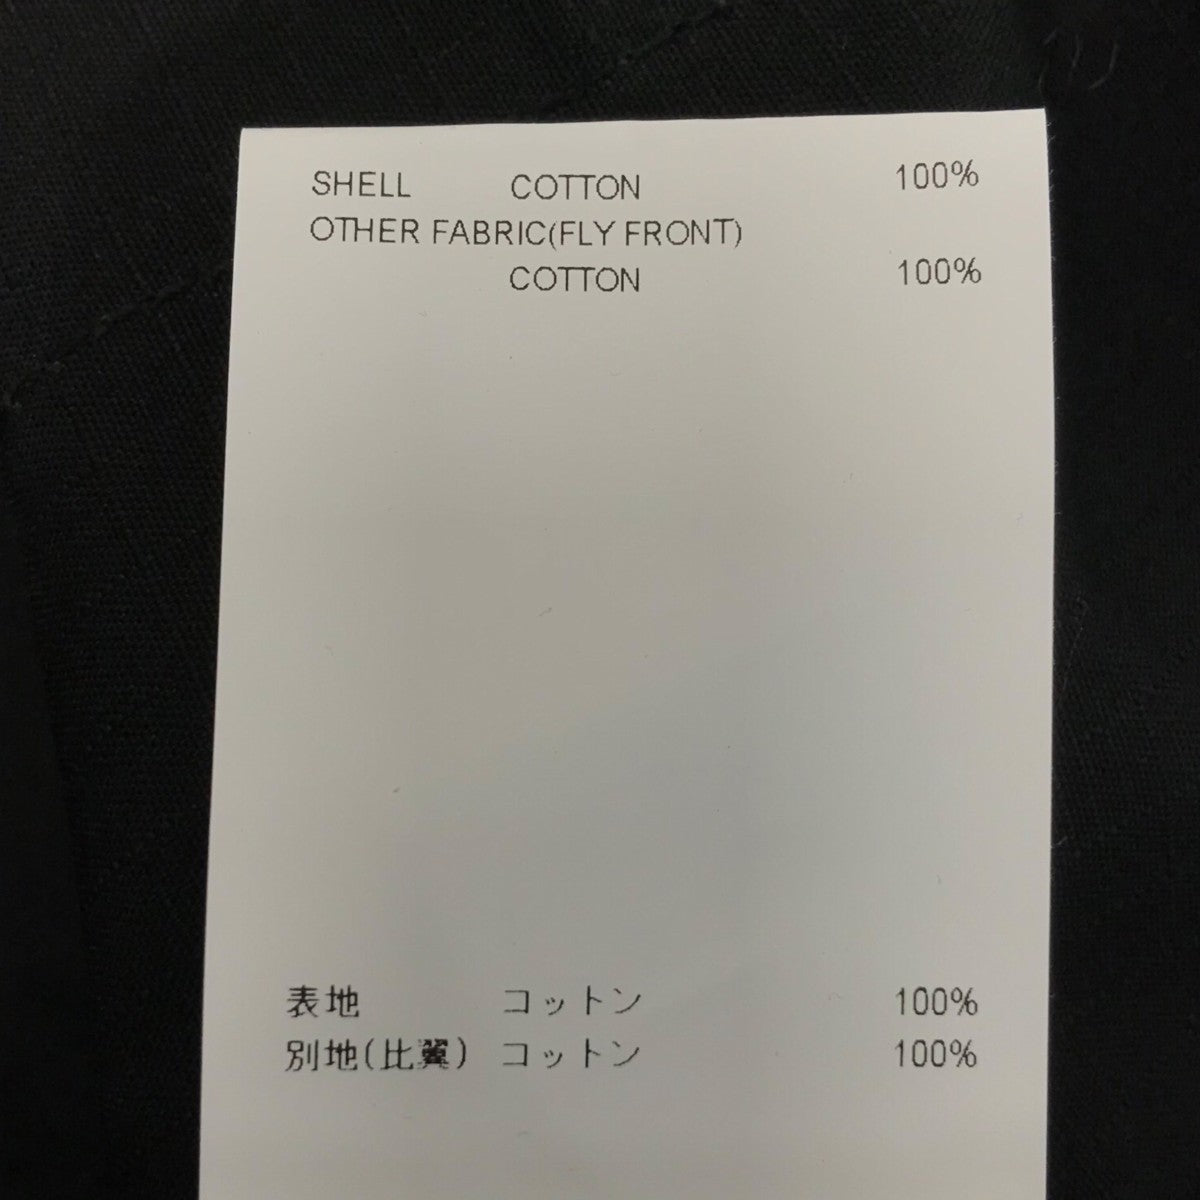 SHELL COTTON 100%
OTHER FABRIC(FLY FRONT)
COTTON 100%
表地 コットン 100%
別地(比翼) コットン 100%